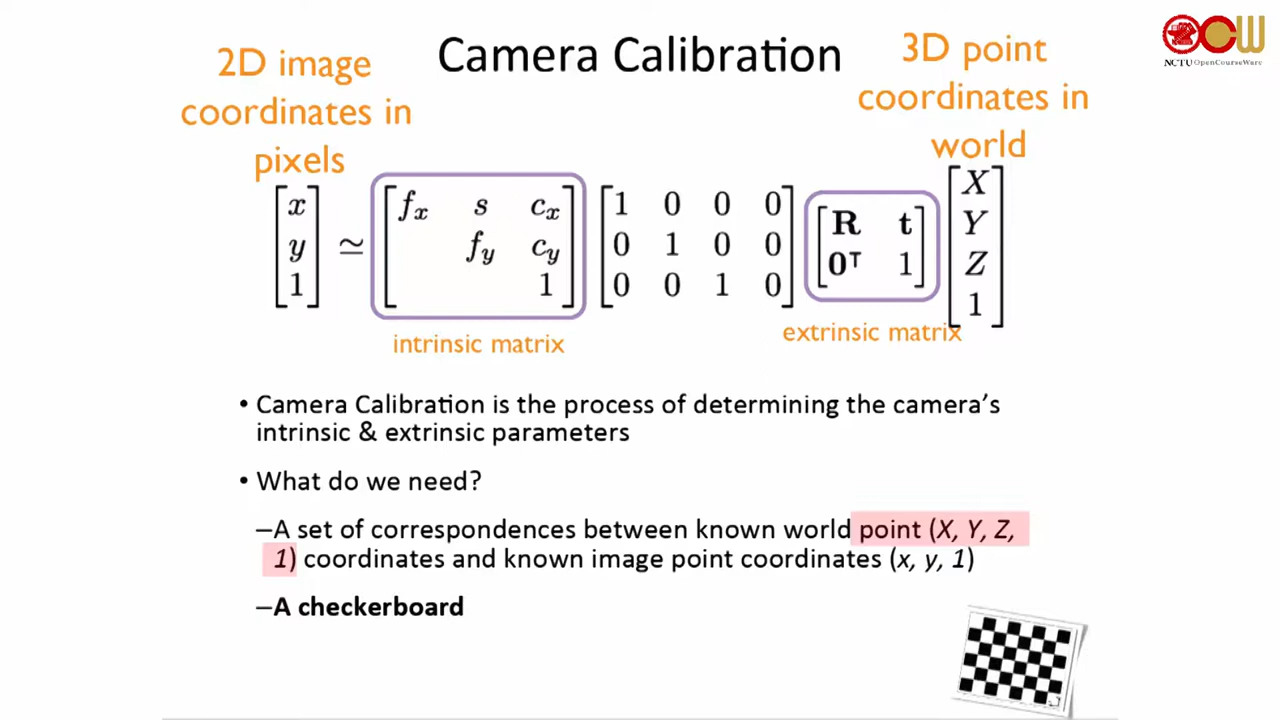 Camera Calibration
2D image
coordinates in
pixels
3D point
coordinates in
world
NCTU OpenCourseWare
[x y 1] ≃ [f_x s c_x; f_y c_y; 1] [1 0 0 0; 0 1 0 0; 0 0 1 0] [R t; 0ᵀ 1] [X Y Z 1]
intrinsic matrix
extrinsic matrix
• Camera Calibration is the process of determining the camera’s
intrinsic & extrinsic parameters
• What do we need?
–A set of correspondences between known world point (X, Y, Z,
1) coordinates and known image point coordinates (x, y, 1)
–A checkerboard